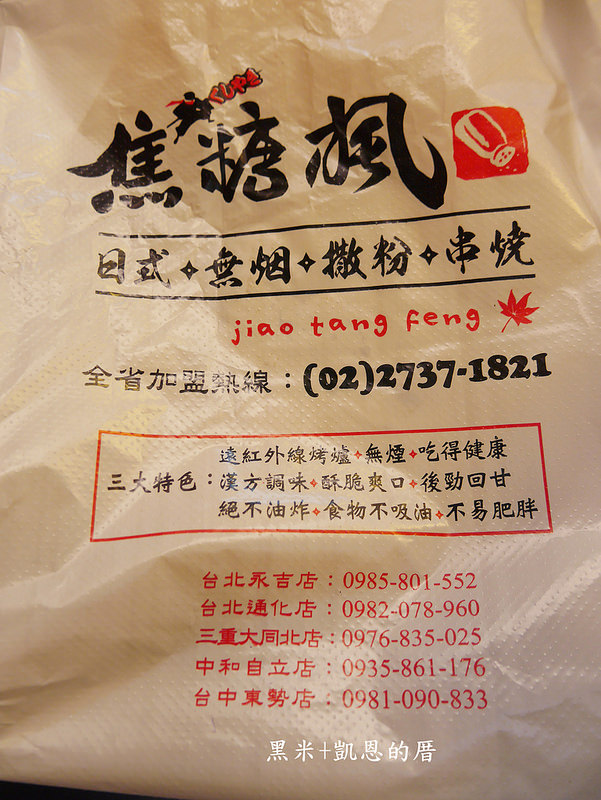 くしやき
焦糖楓
日式✦無烟✦撒粉✦串燒
jiao tang feng
全省加盟熱線：(02)2737-1821
遠紅外線烤爐✦無煙✦吃得健康
三大特色：漢方調味✦酥脆爽口✦後勁回甘
絕不油炸✦食物不吸油✦不易肥胖
台北永吉店：0985-801-552
台北通化店：0982-078-960
三重大同北店：0976-835-025
中和自立店：0935-861-176
台中東勢店：0981-090-833
黑米+凱恩的厝